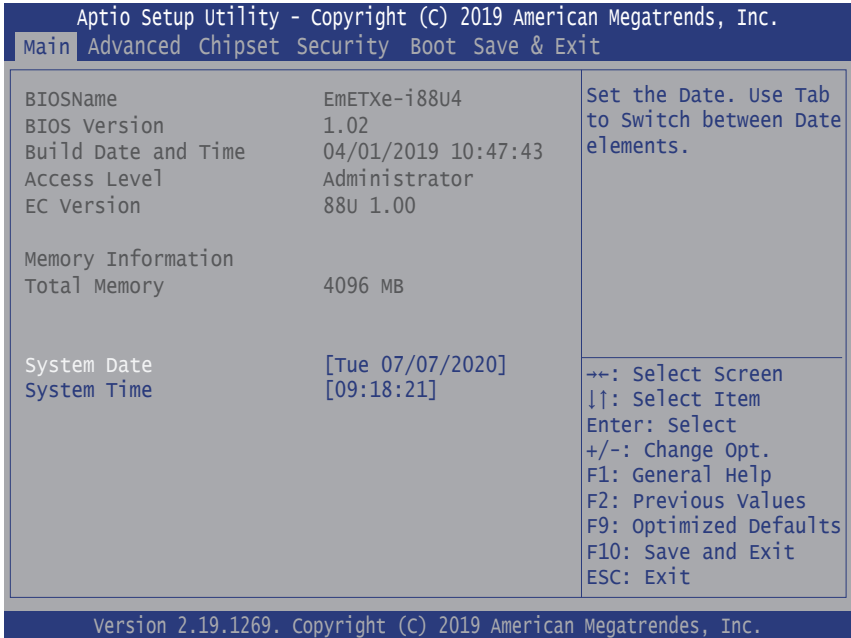 Aptio Setup Utility - Copyright (C) 2019 American Megatrends, Inc.
Main Advanced Chipset Security Boot Save & Exit
BIOSName EmETXe-i88U4
BIOS Version 1.02
Build Date and Time 04/01/2019 10:47:43
Access Level Administrator
EC Version 88U 1.00
Memory Information
Total Memory 4096 MB
System Date [Tue 07/07/2020]
System Time [09:18:21]
Set the Date. Use Tab
to Switch between Date
elements.
→←: Select Screen
↓↑: Select Item
Enter: Select
+/-: Change Opt.
F1: General Help
F2: Previous Values
F9: Optimized Defaults
F10: Save and Exit
ESC: Exit
Version 2.19.1269. Copyright (C) 2019 American Megatrendes, Inc.